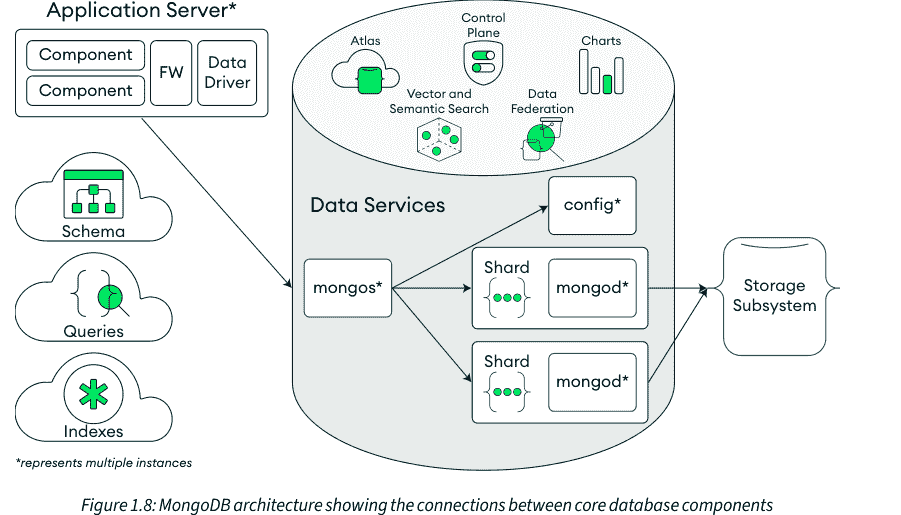 Application Server*
Component
Component
FW
Data
Driver
Control
Plane
Atlas
Charts
Vector and
Semantic Search
Data
Federation
Schema
Queries
Indexes
*represents multiple instances
Data Services
mongos*
config*
Shard
mongod*
Shard
mongod*
Storage
Subsystem
Figure 1.8: MongoDB architecture showing the connections between core database components